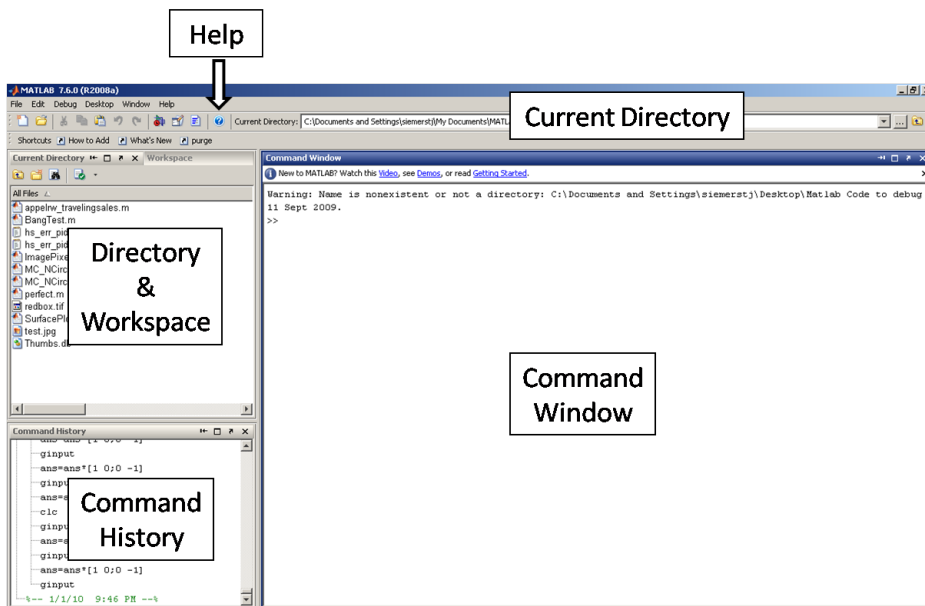 Help
MATLAB 7.6.0 (R2008a)
File Edit Debug Desktop Window Help
Current Directory: C:\Documents and Settings\siemerstj\My Documents\MATL
Current Directory
Shortcuts How to Add What's New purge
Current Directory Workspace
All Files
appelrw_travelingsales.m
BangTest.m
hs_err_pid
hs_err_pid
ImagePixe
MC_NCirc
MC_NCirc
perfect.m
redbox.tif
SurfacePl
test.jpg
Thumbs.d
Directory
&
Workspace
Command Window
New to MATLAB? Watch this Video, see Demos, or read Getting Started.
Warning: Name is nonexistent or not a directory: C:\Documents and Settings\siemerstj\Desktop\Matlab Code to debug
11 Sept 2009.
>>
Command
Window
Command History
ginput
ans=ans*[1 0;0 -1]
ginpu
ans=s
clc
ginpu
ans=s
ginpu
ans=ans*[1 0;0 -1]
ginput
%-- 1/1/10 9:46 PM --%
Command
History